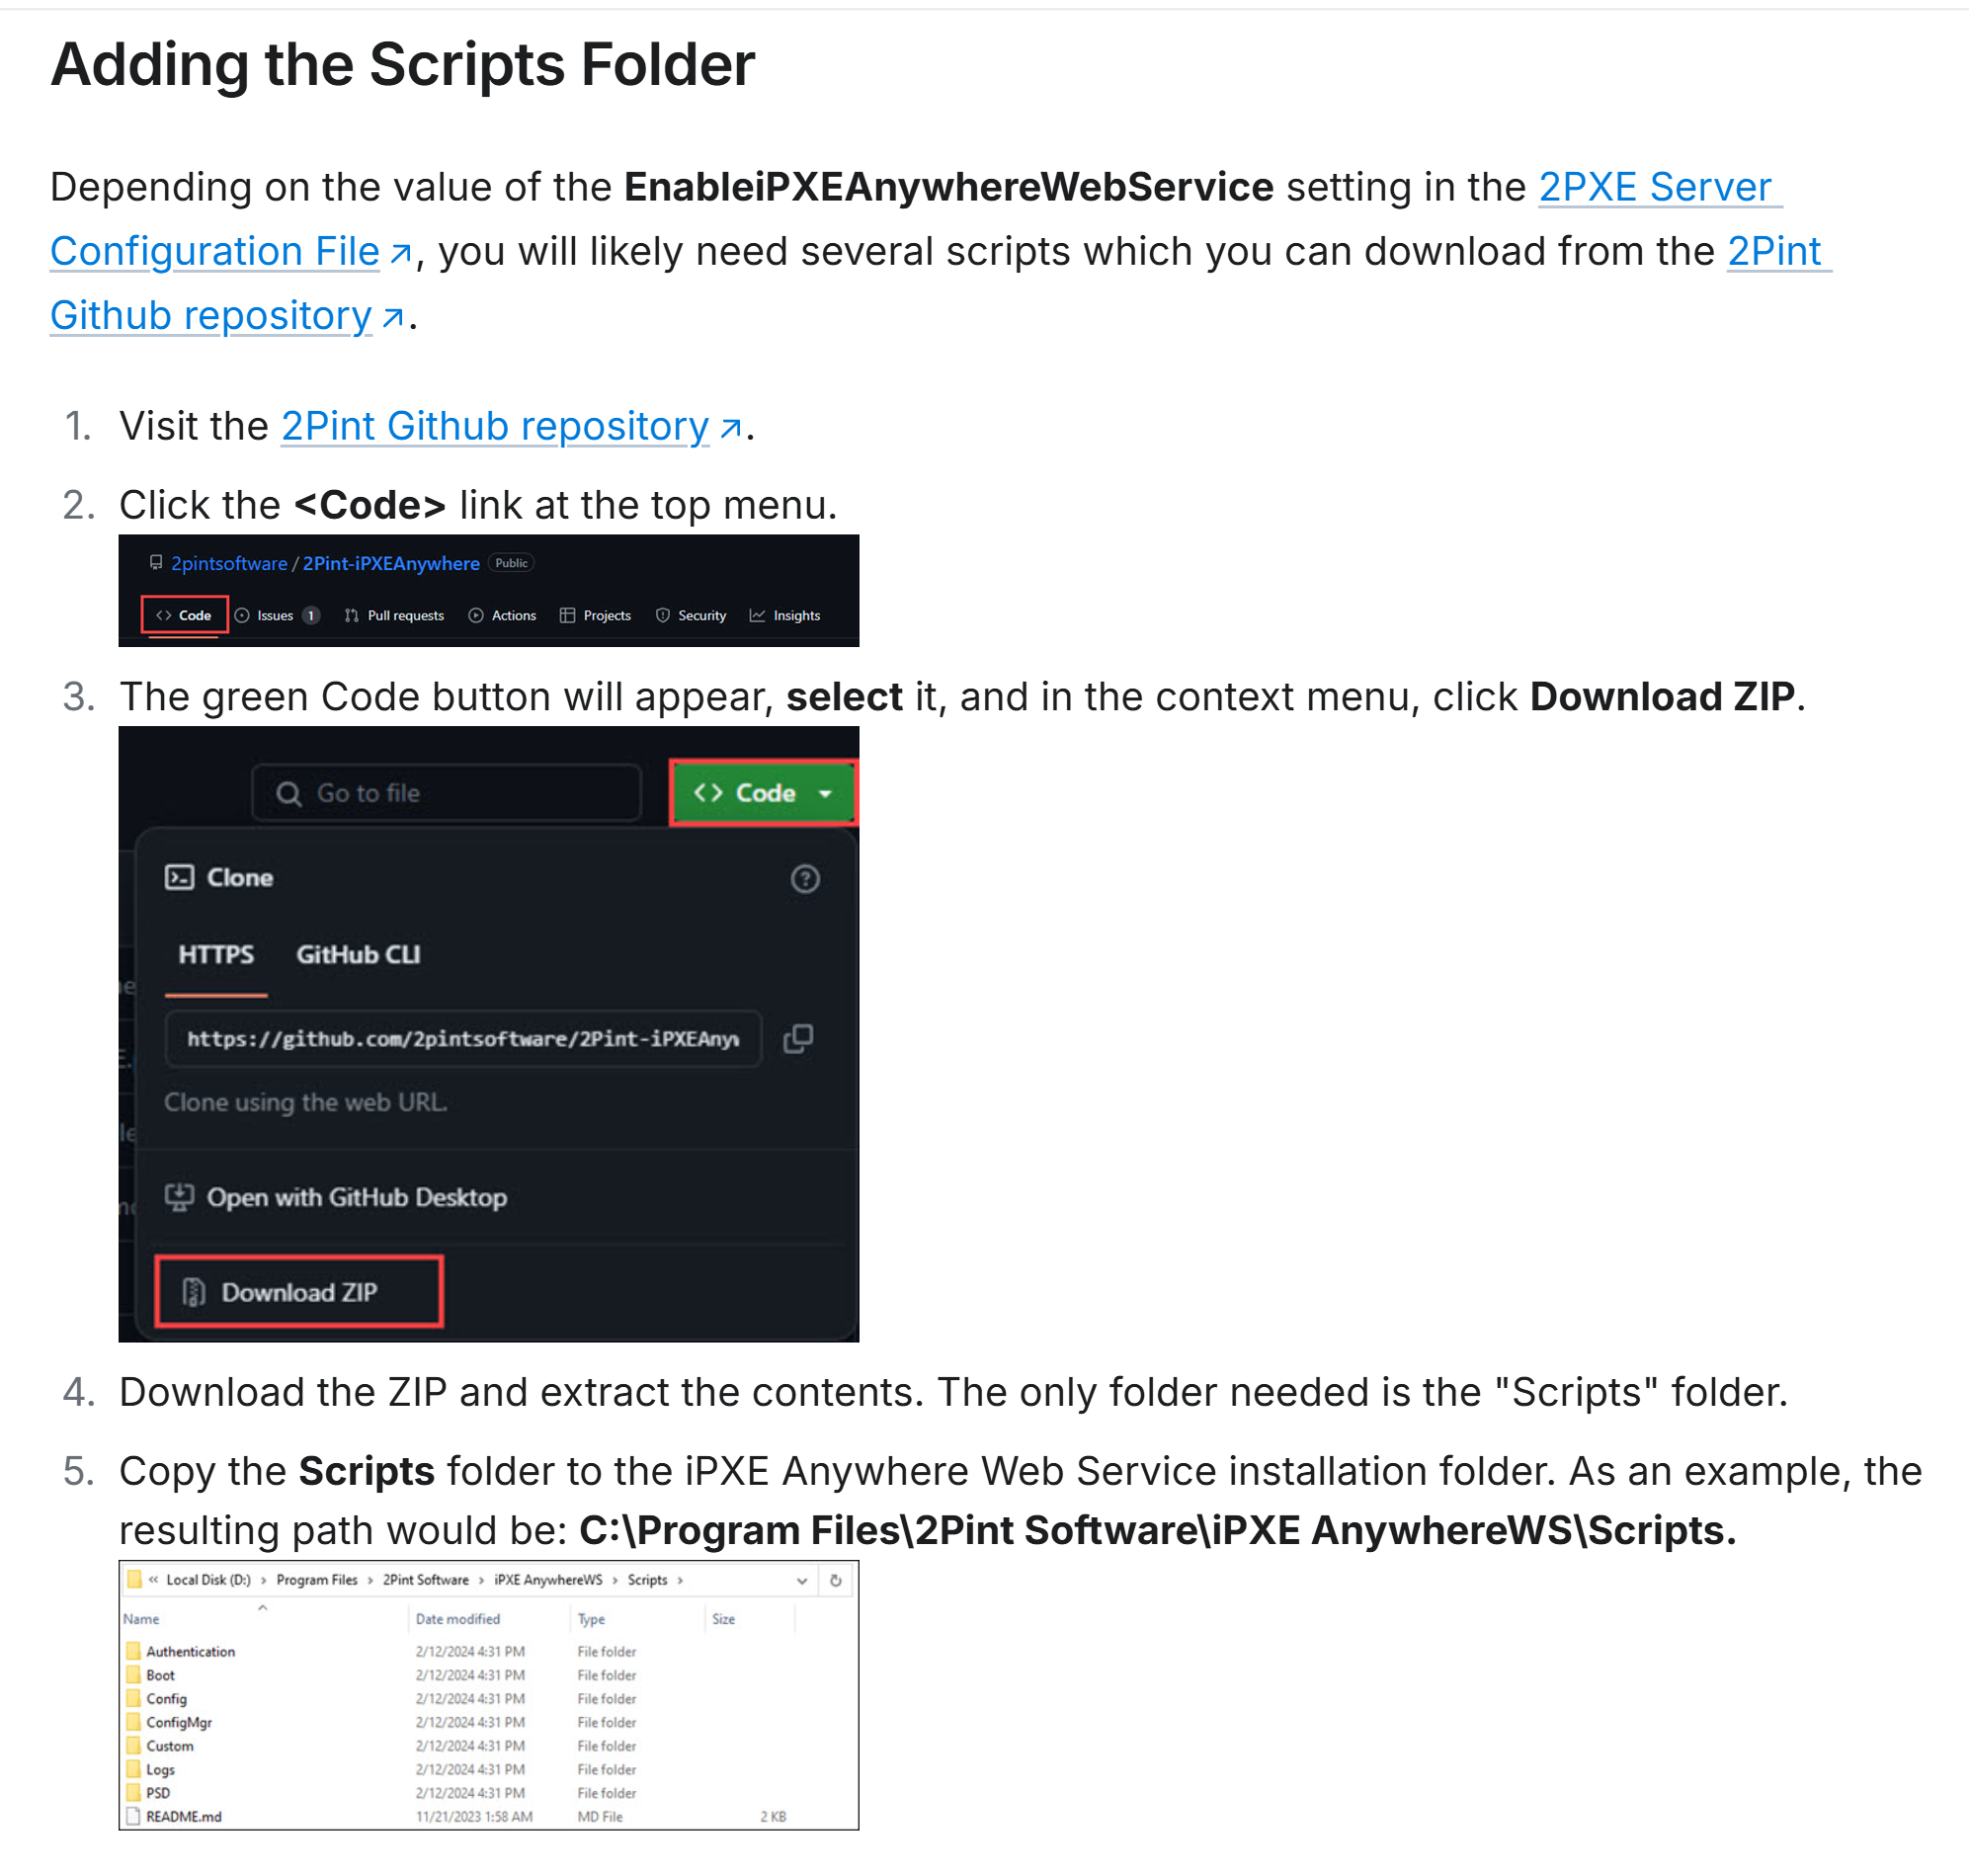 Adding the Scripts Folder
Depending on the value of the EnableiPXEAnywhereWebService setting in the 2PXE Server
Configuration File, you will likely need several scripts which you can download from the 2Pint
Github repository.
1. Visit the 2Pint Github repository.
2. Click the <Code> link at the top menu.
2pintsoftware / 2Pint-iPXEAnywhere Public
Code Issues 1 Pull requests Actions Projects Security Insights
3. The green Code button will appear, select it, and in the context menu, click Download ZIP.
Go to file Code
Clone
HTTPS GitHub CLI
https://github.com/2pintsoftware/2Pint-iPXEAny
Clone using the web URL.
Open with GitHub Desktop
Download ZIP
4. Download the ZIP and extract the contents. The only folder needed is the "Scripts" folder.
5. Copy the Scripts folder to the iPXE Anywhere Web Service installation folder. As an example, the
resulting path would be: C:\Program Files\2Pint Software\iPXE AnywhereWS\Scripts.
« Local Disk (D:) > Program Files > 2Pint Software > iPXE AnywhereWS > Scripts >
Name Date modified Type Size
Authentication 2/12/2024 4:31 PM File folder
Boot 2/12/2024 4:31 PM File folder
Config 2/12/2024 4:31 PM File folder
ConfigMgr 2/12/2024 4:31 PM File folder
Custom 2/12/2024 4:31 PM File folder
Logs 2/12/2024 4:31 PM File folder
PSD 2/12/2024 4:31 PM File folder
README.md 11/21/2023 1:58 AM MD File 2 KB